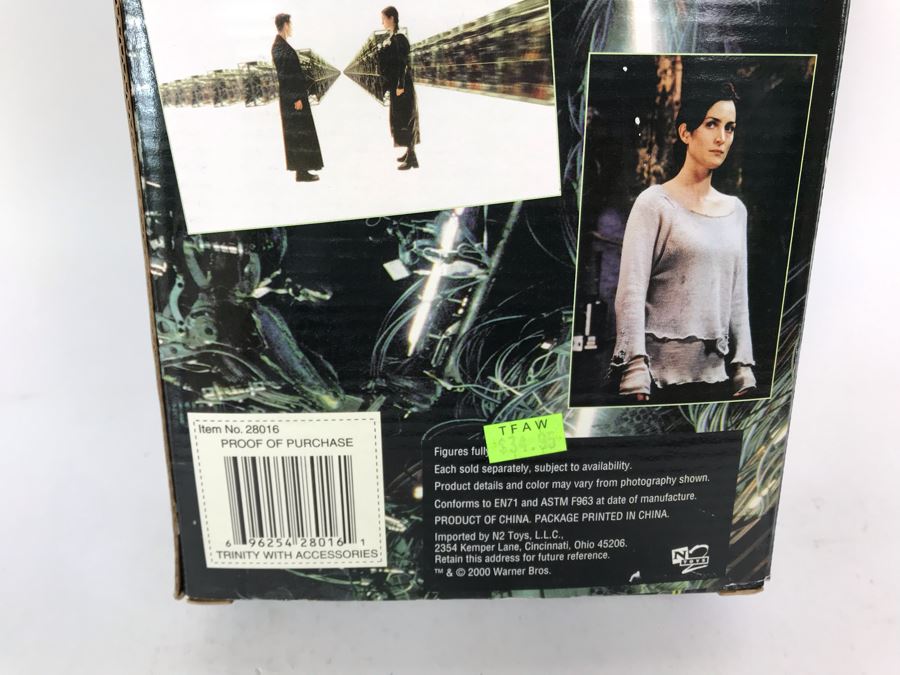 Item No. 28016
PROOF OF PURCHASE
6 96254 28016 1
TRINITY WITH ACCESSORIES
TFAW
$34.95
Figures fully
Each sold separately, subject to availability.
Product details and color may vary from photography shown.
Conforms to EN71 and ASTM F963 at date of manufacture.
PRODUCT OF CHINA. PACKAGE PRINTED IN CHINA.
Imported by N2 Toys, L.L.C.,
2354 Kemper Lane, Cincinnati, Ohio 45206.
Retain this address for future reference.
™ & © 2000 Warner Bros.
N2
TOYS